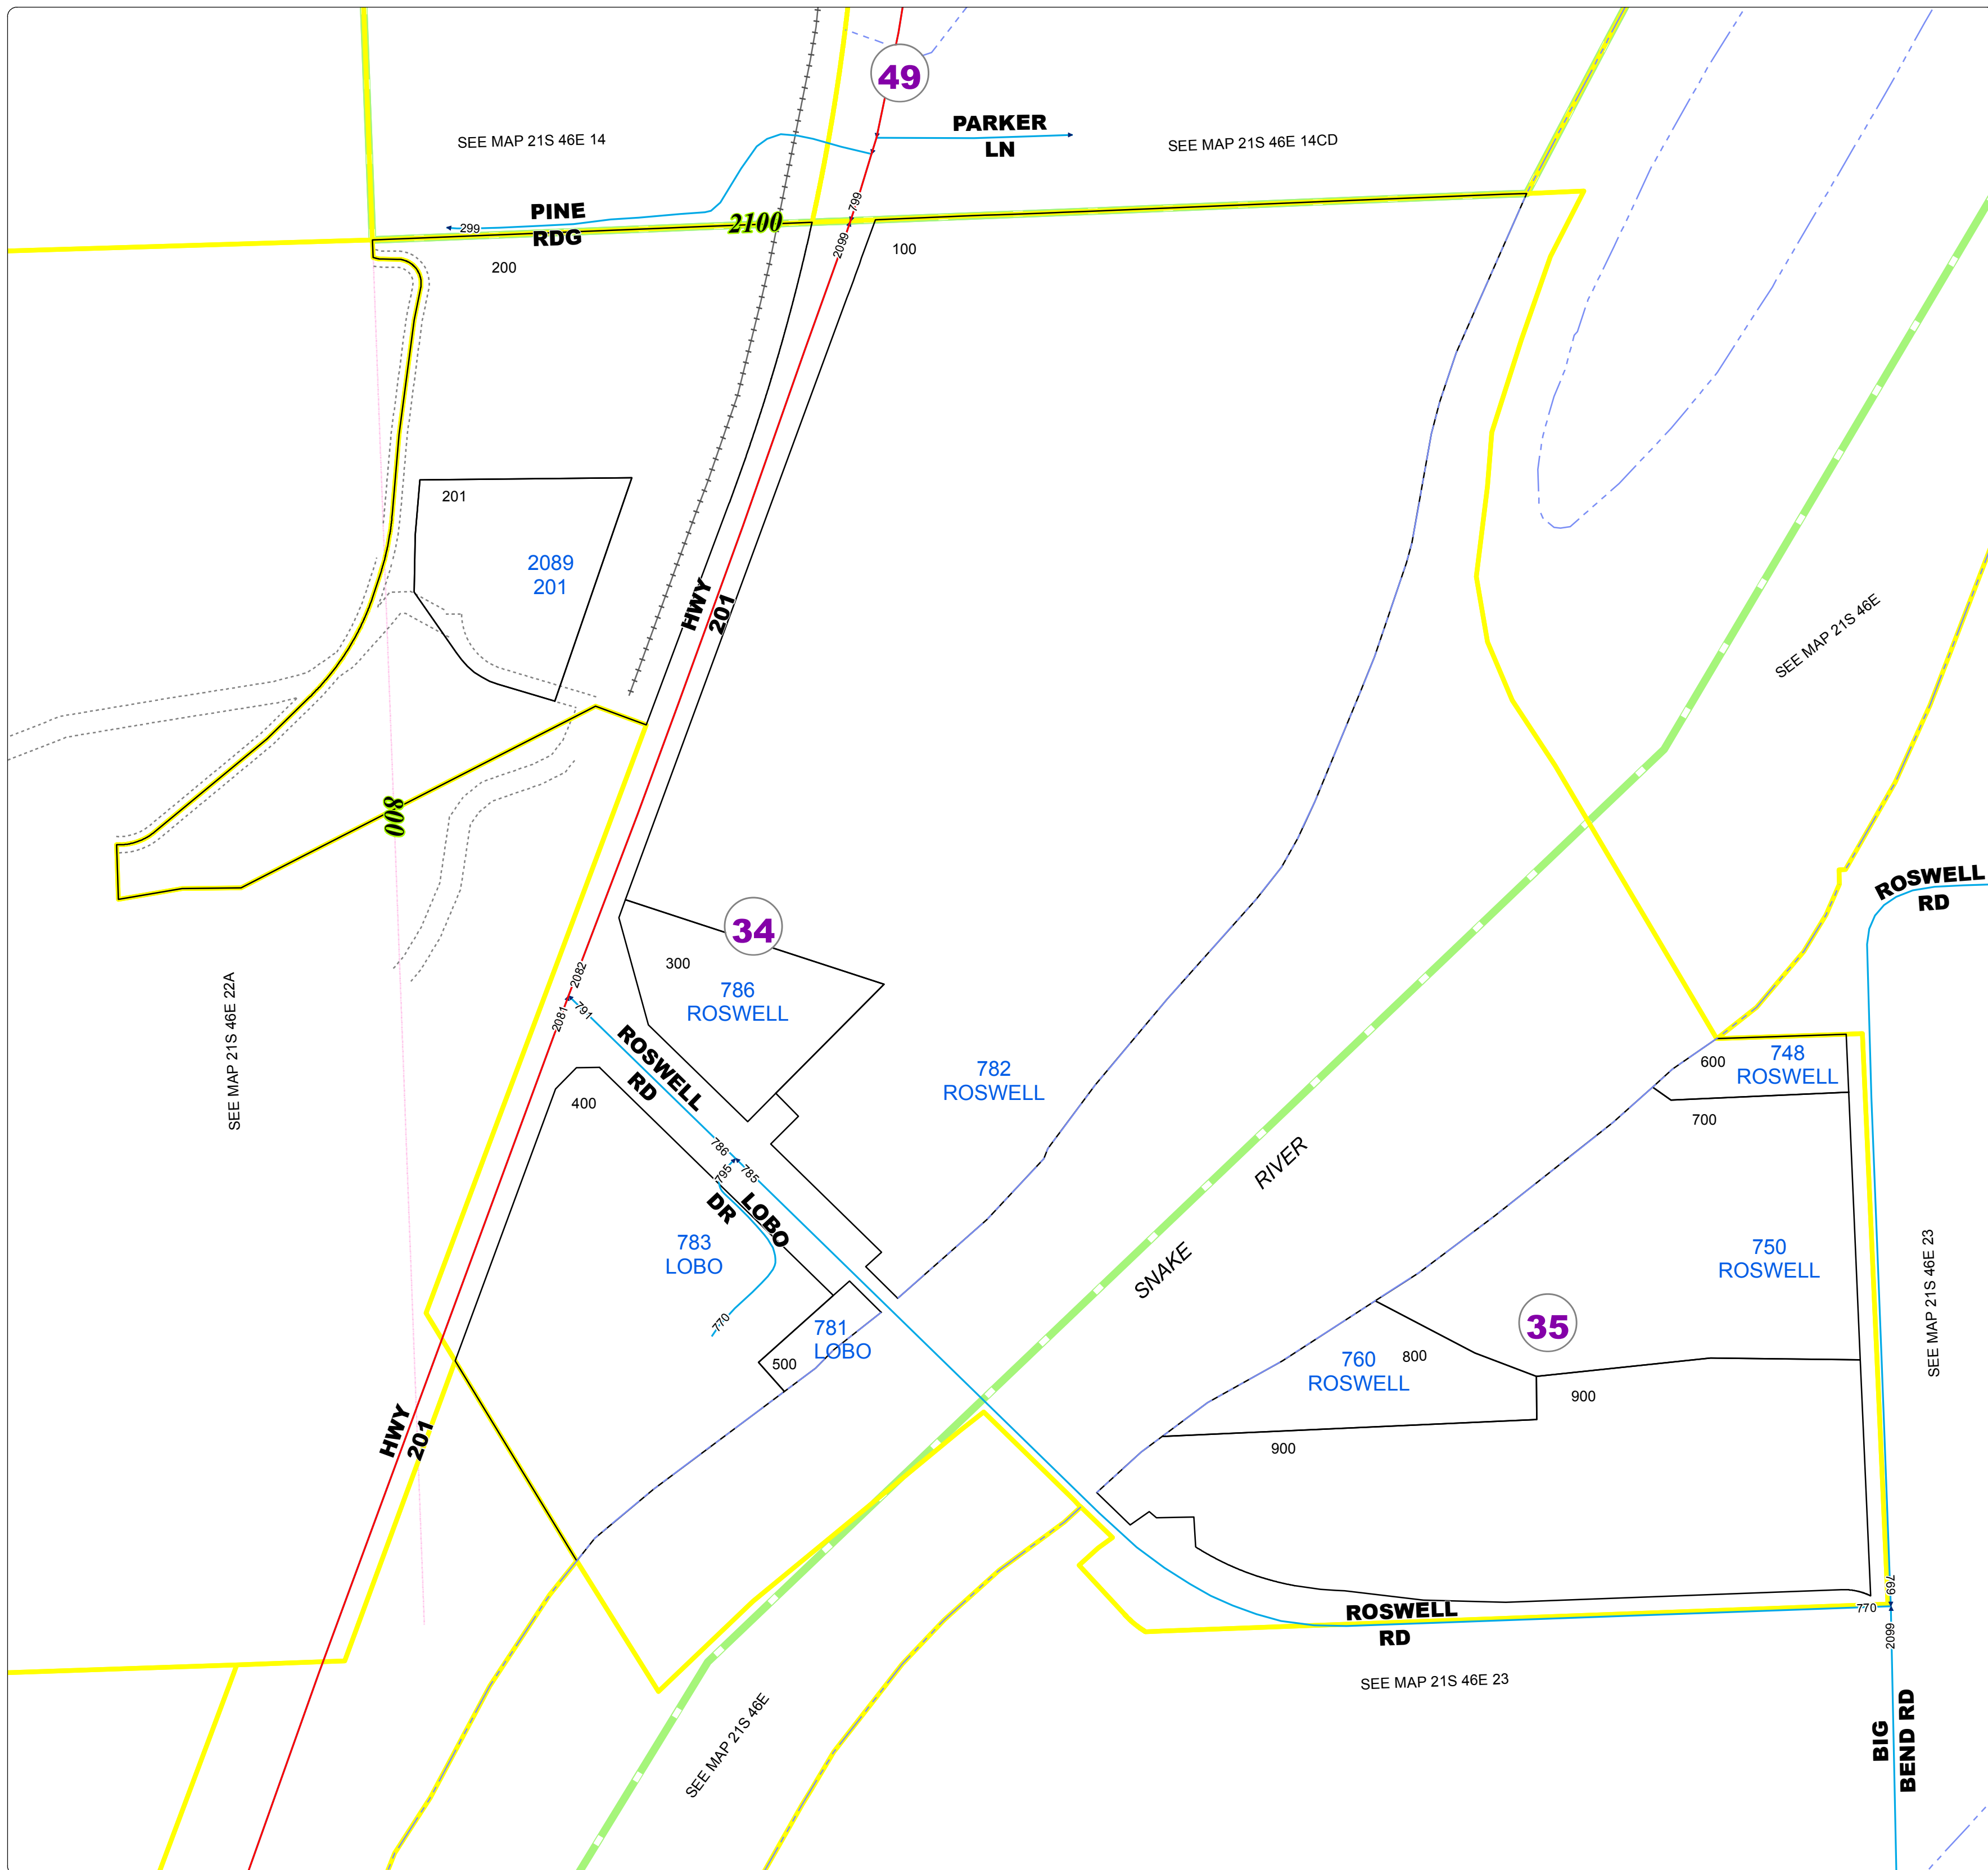 49
PARKER
LN
SEE MAP 21S 46E 14
SEE MAP 21S 46E 14CD
799
PINE
RDG
299
2100
2099
100
200
201
2089
201
HWY
201
SEE MAP 21S 46E
800
ROSWELL
RD
34
300
786
ROSWELL
2082
2081
791
SEE MAP 21S 46E 22A
ROSWELL
RD
782
ROSWELL
600
748
ROSWELL
400
700
786
785
795
LOBO
DR
SNAKE
RIVER
783
LOBO
750
ROSWELL
SEE MAP 21S 46E 23
770
781
LOBO
500
35
760
ROSWELL
800
900
900
HWY
201
769
770
ROSWELL
RD
2099
SEE MAP 21S 46E 23
SEE MAP 21S 46E
BIG
BEND RD